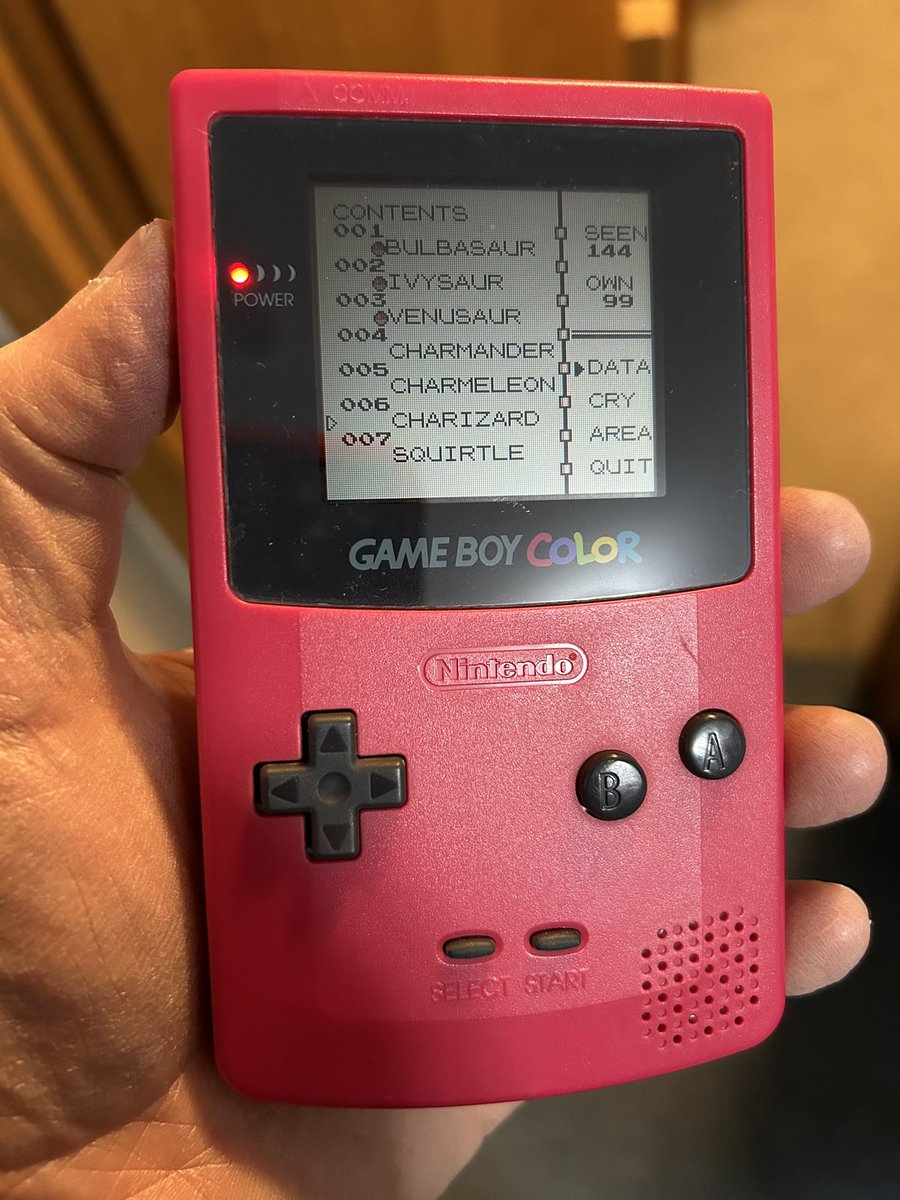 COMM.
CONTENTS
001
BULBASAUR
002
IVYSAUR
003
VENUSAUR
004
CHARMANDER
005
CHARMELEON
006
CHARIZARD
007
SQUIRTLE
SEEN
144
OWN
99
DATA
CRY
AREA
QUIT
POWER
GAME BOY COLOR
Nintendo®
A
B
SELECT START